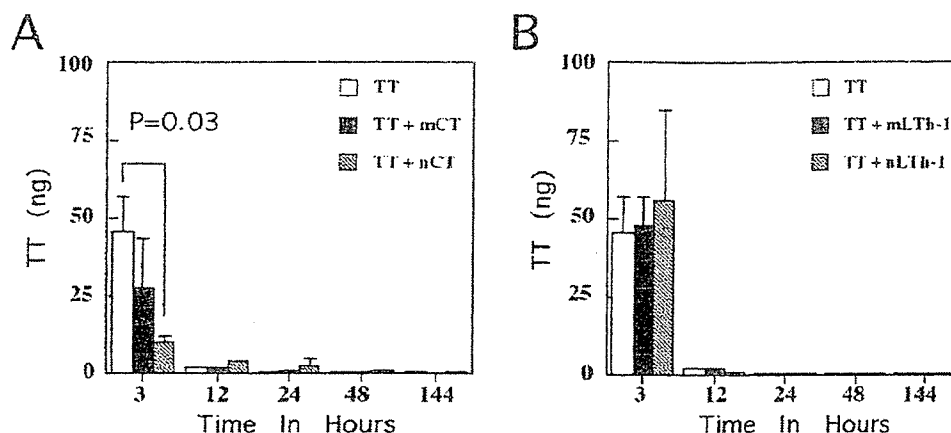 A
100
75
50
25
0
TT (ng)
P=0.03
TT
TT + mCT
TT + nCT
3 12 24 48 144
Time In Hours
B
100
75
50
25
0
TT (ng)
TT
TT + mLTh-1
TT + nLTh-1
3 12 24 48 144
Time In Hours